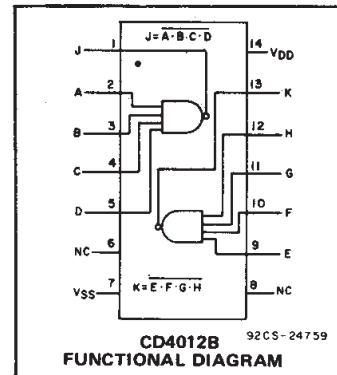 J=A·B·C·D
J 1
14 VDD
A 2
13 K
B 3
12 H
C 4
11 G
D 5
10 F
NC 6
9 E
VSS 7
8 NC
K=E·F·G·H
92CS-24759
CD4012B
FUNCTIONAL DIAGRAM